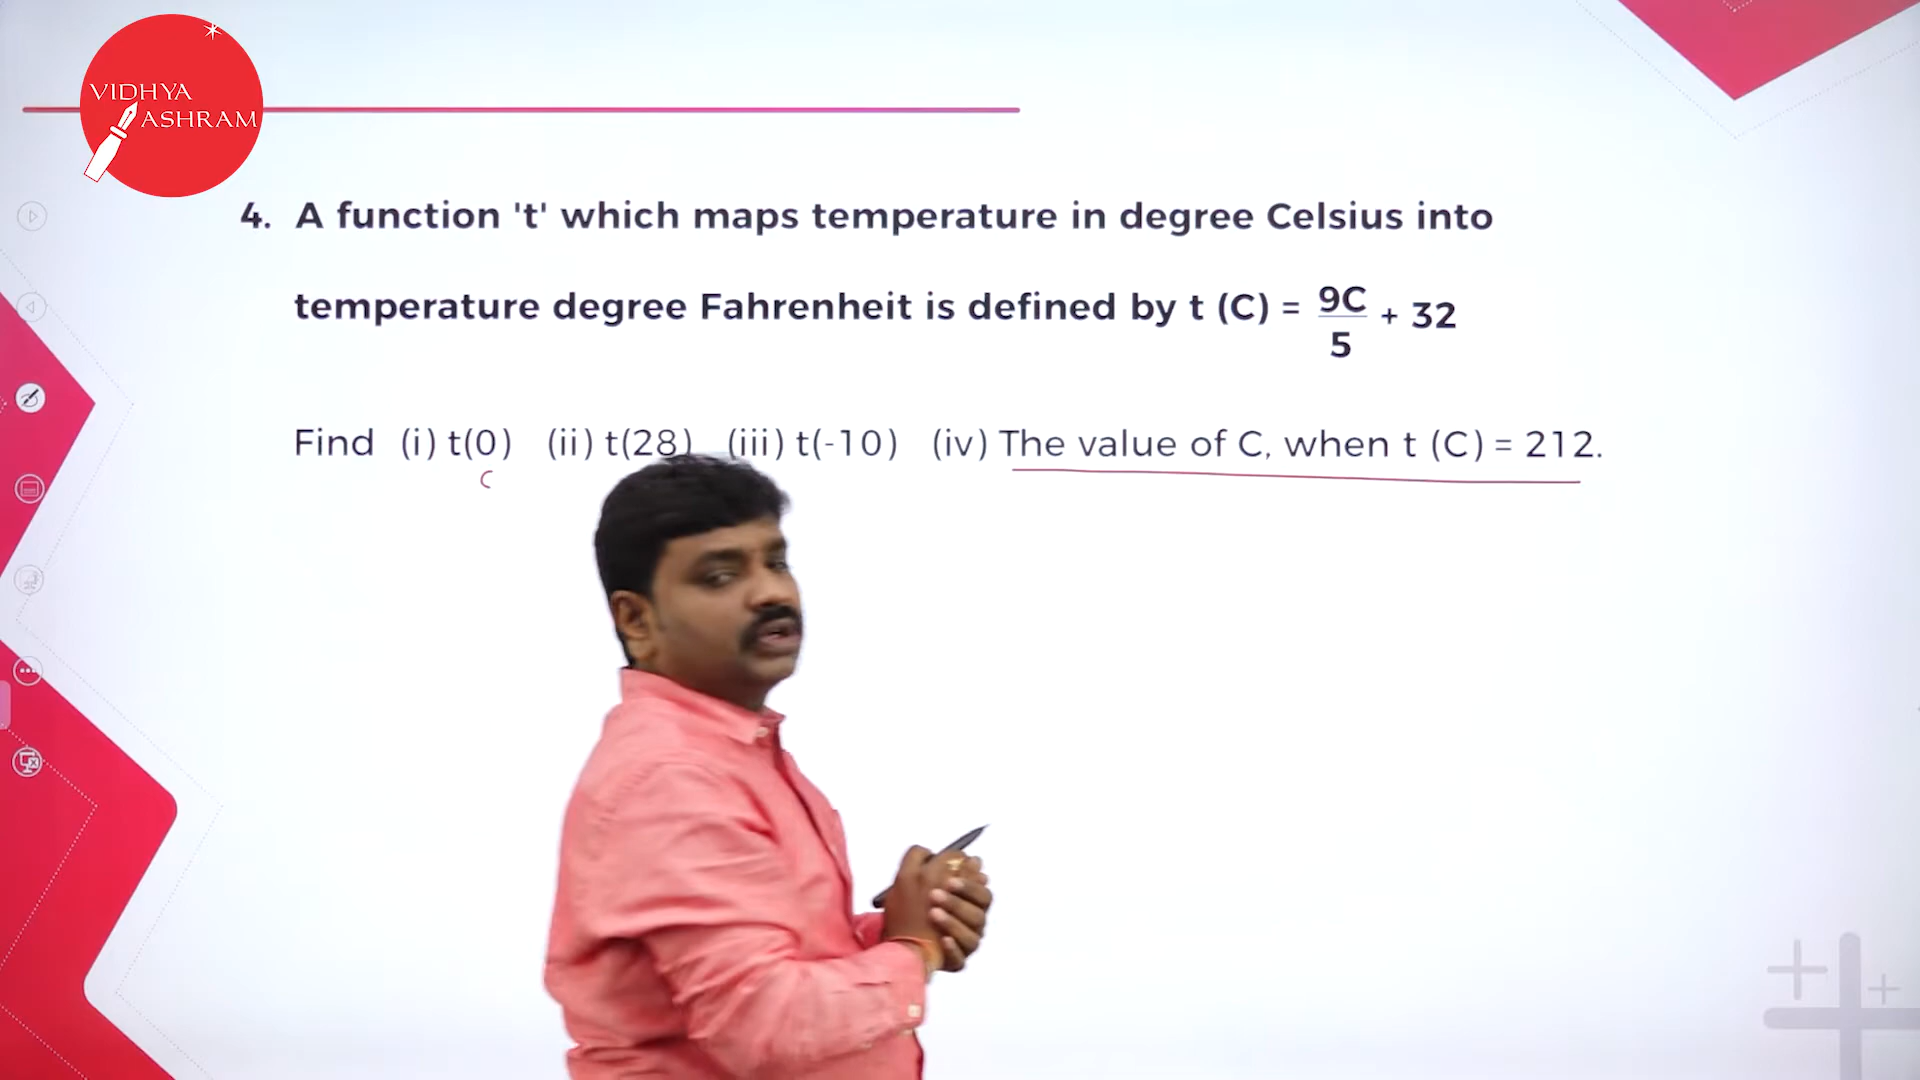 VIDHYA
ASHRAM
4. A function 't' which maps temperature in degree Celsius into
temperature degree Fahrenheit is defined by t (C) = 9C/5 + 32
Find (i) t(0) (ii) t(28) (iii) t(-10) (iv) The value of C, when t (C) = 212.
C